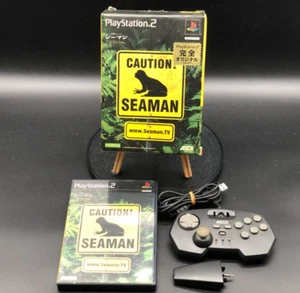 PlayStation.2
シーマン
PlayStation.2
完全
オリジナル
CAUTION!
SEAMAN
www.Seaman.TV
PlayStation.2
CAUTION!
SEAMAN
www.Seaman.TV